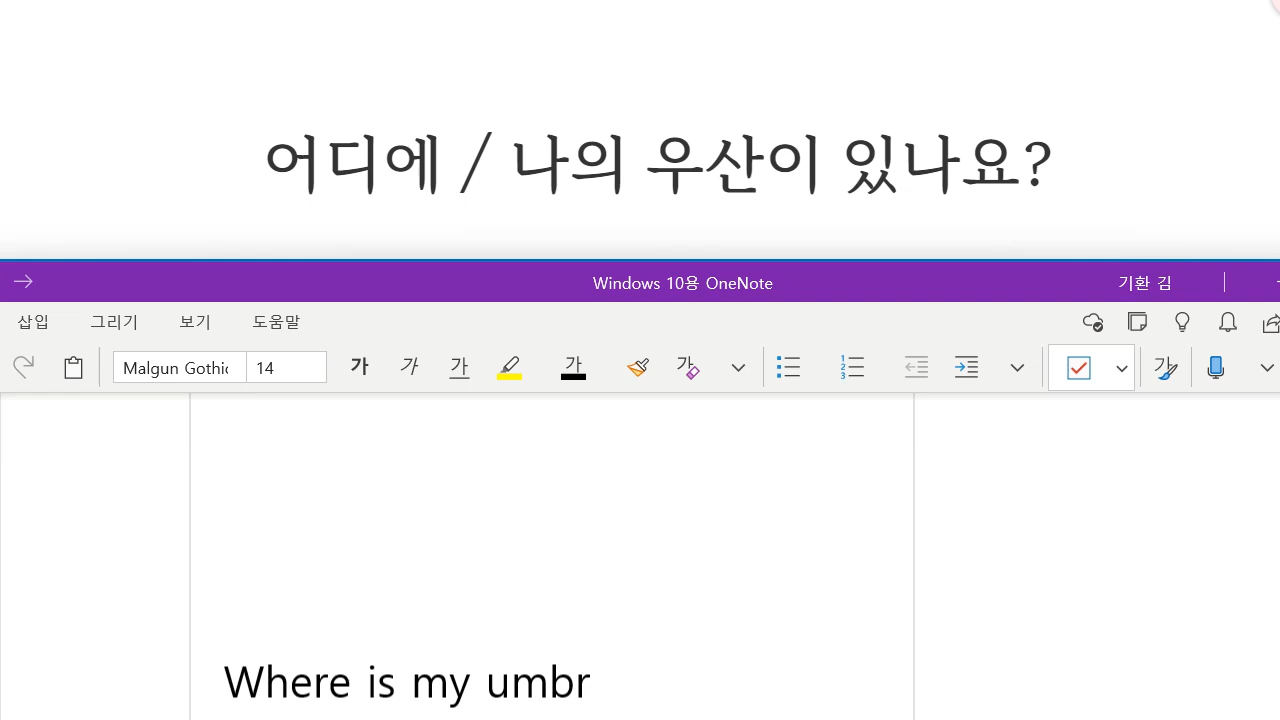 어디에 / 나의 우산이 있나요?
Windows 10용 OneNote 기환 김
삽입 그리기 보기 도움말
Malgun Gothic 14 가 가 가 가 가 가
Where is my umbr